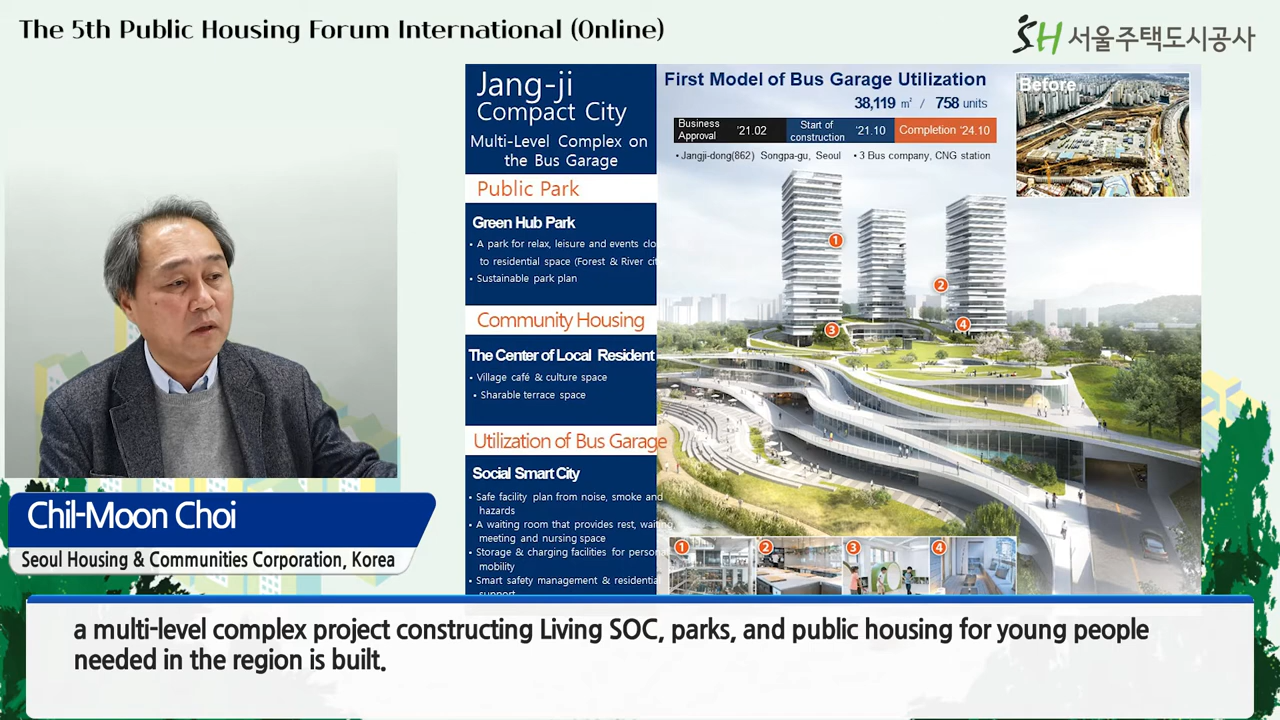 The 5th Public Housing Forum International (Online)
SH 서울주택도시공사
Jang-ji
Compact City
Multi-Level Complex on
the Bus Garage
Public Park
Green Hub Park
• A park for relax, leisure and events clo
to residential space (Forest & River cit
• Sustainable park plan
Community Housing
The Center of Local Resident
• Village café & culture space
• Sharable terrace space
Utilization of Bus Garage
Social Smart City
• Safe facility plan from noise, smoke and
hazards
• A waiting room that provides rest, waiting
meeting and nursing space
• Storage & charging facilities for persona
mobility
• Smart safety management & residential
support
First Model of Bus Garage Utilization
38,119 ㎡ / 758 units
Business
Approval '21.02
Start of
construction '21.10
Completion '24.10
• Jangji-dong(862) Songpa-gu, Seoul • 3 Bus company, CNG station
Before
1
2
3
4
1 2 3 4
Chil-Moon Choi
Seoul Housing & Communities Corporation, Korea
a multi-level complex project constructing Living SOC, parks, and public housing for young people
needed in the region is built.